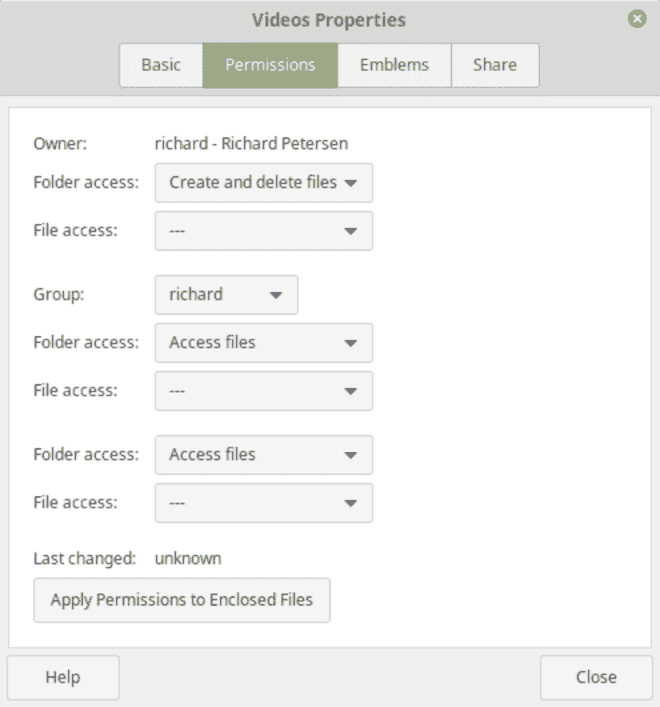 Videos Properties
Basic Permissions Emblems Share
Owner: richard - Richard Petersen
Folder access: Create and delete files
File access: ---
Group: richard
Folder access: Access files
File access: ---
Folder access: Access files
File access: ---
Last changed: unknown
Apply Permissions to Enclosed Files
Help Close